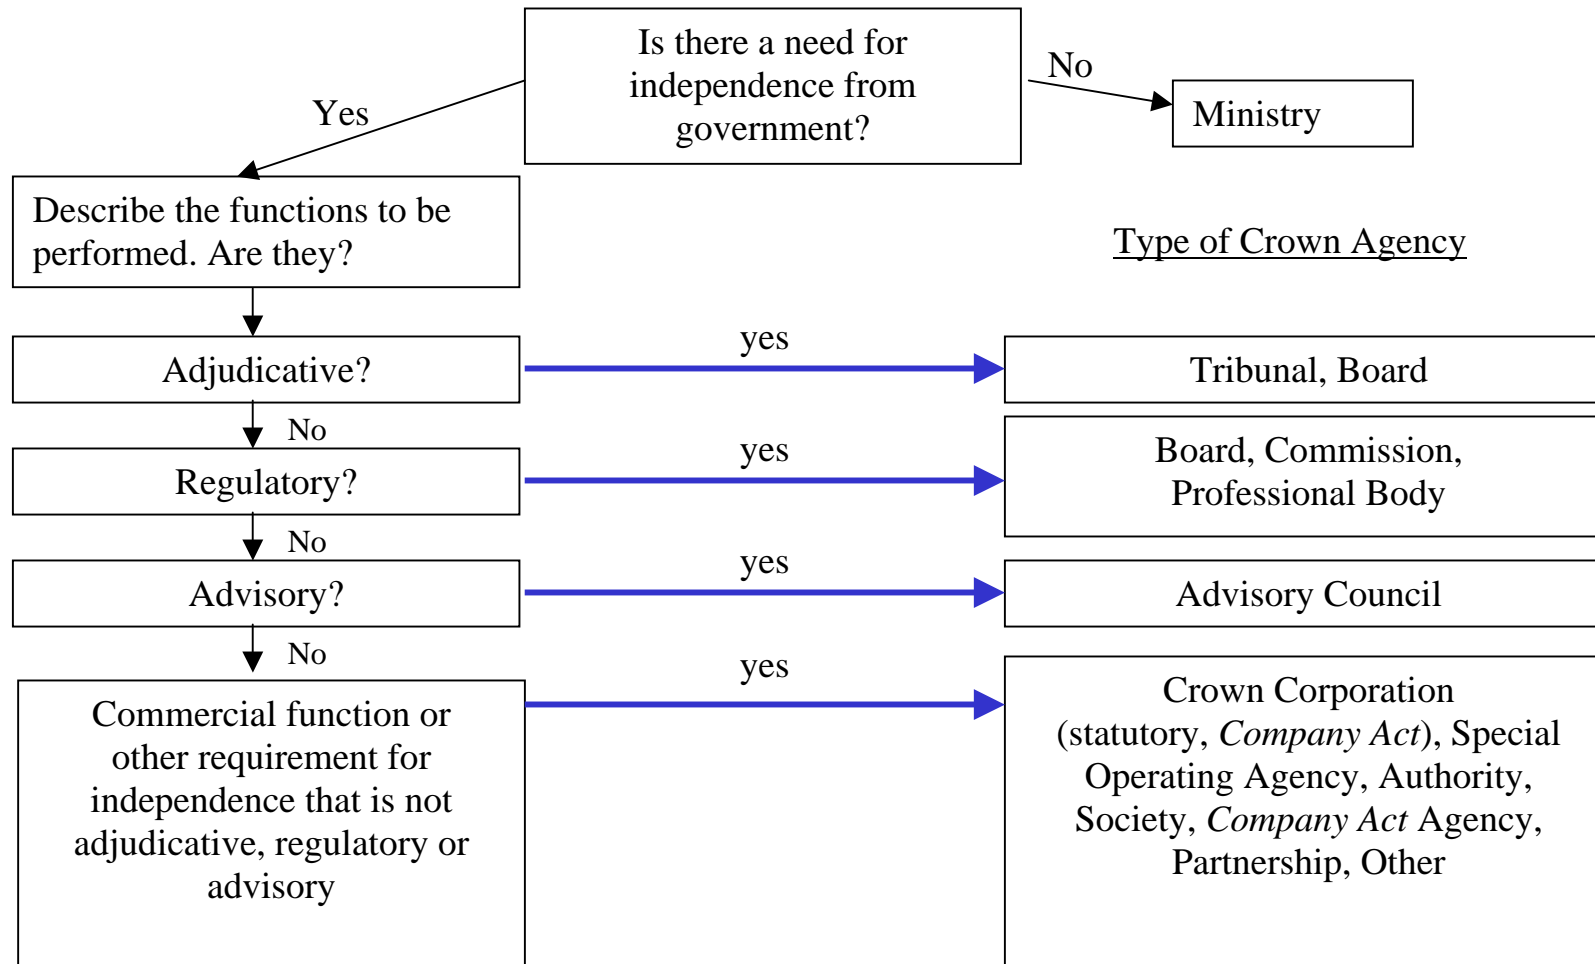 Is there a need for
independence from
government?
No
Ministry
Yes
Describe the functions to be
performed. Are they?
Type of Crown Agency
Adjudicative?
yes
Tribunal, Board
No
Regulatory?
yes
Board, Commission,
Professional Body
No
Advisory?
yes
Advisory Council
No
Commercial function or
other requirement for
independence that is not
adjudicative, regulatory or
advisory
yes
Crown Corporation
(statutory, Company Act), Special
Operating Agency, Authority,
Society, Company Act Agency,
Partnership, Other